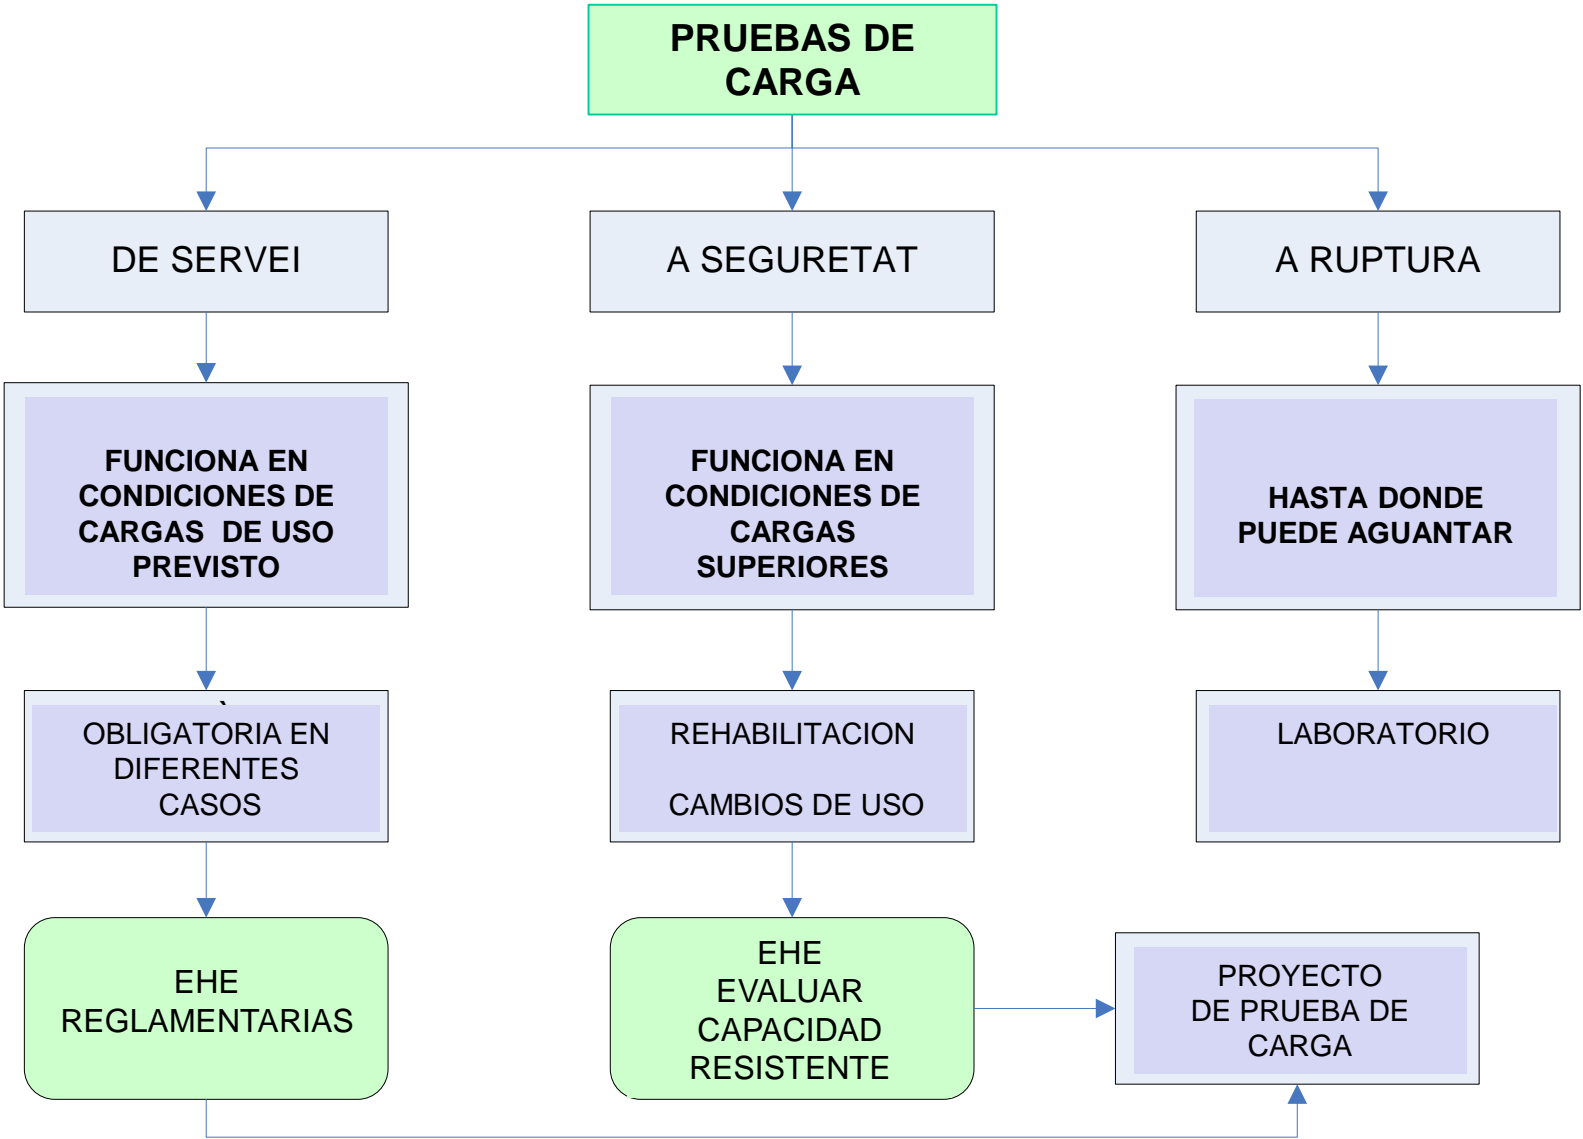 PRUEBAS DE
CARGA
DE SERVEI
A SEGURETAT
A RUPTURA
FUNCIONA EN
CONDICIONES DE
CARGAS DE USO
PREVISTO
FUNCIONA EN
CONDICIONES DE
CARGAS
SUPERIORES
HASTA DONDE
PUEDE AGUANTAR
OBLIGATORIA EN
DIFERENTES
CASOS
REHABILITACION
CAMBIOS DE USO
LABORATORIO
EHE
REGLAMENTARIAS
EHE
EVALUAR
CAPACIDAD
RESISTENTE
PROYECTO
DE PRUEBA DE
CARGA